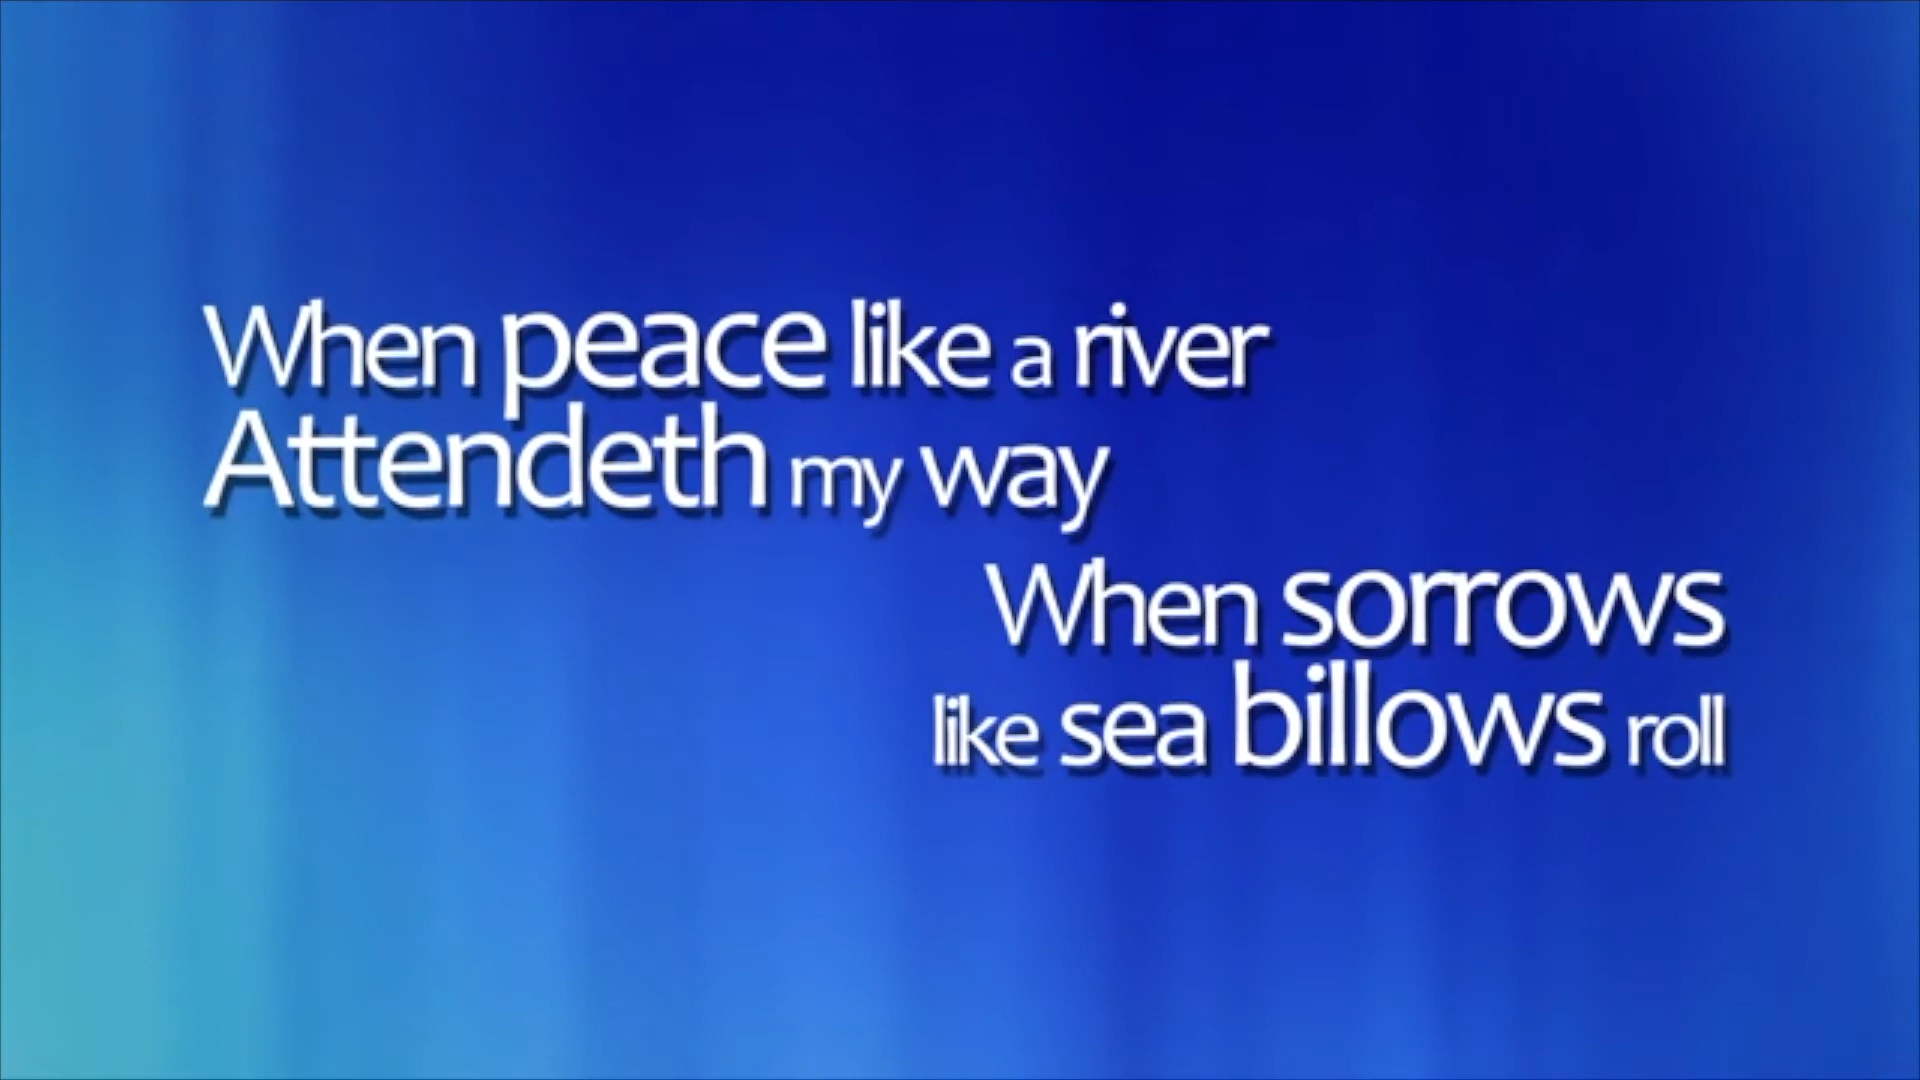 When peace like a river
Attendeth my way
When sorrows
like sea billows roll